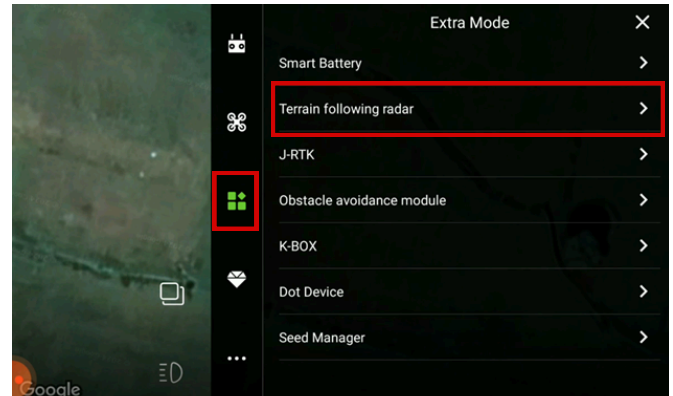 Extra Mode
Smart Battery
Terrain following radar
J-RTK
Obstacle avoidance module
K-BOX
Dot Device
Seed Manager
Google